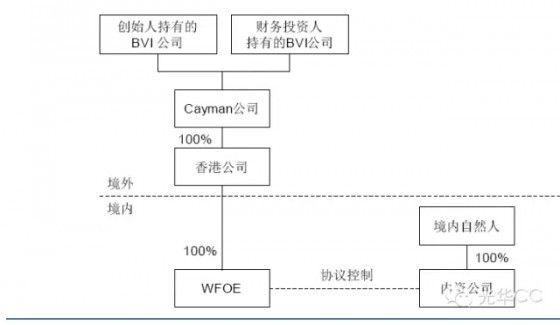 创始人持有的
BVI 公司
财务投资人
持有的BVI公司
Cayman公司
100%
香港公司
境外
境内
境内自然人
100%
100%
协议控制
WFOE
内资公司
光华CC